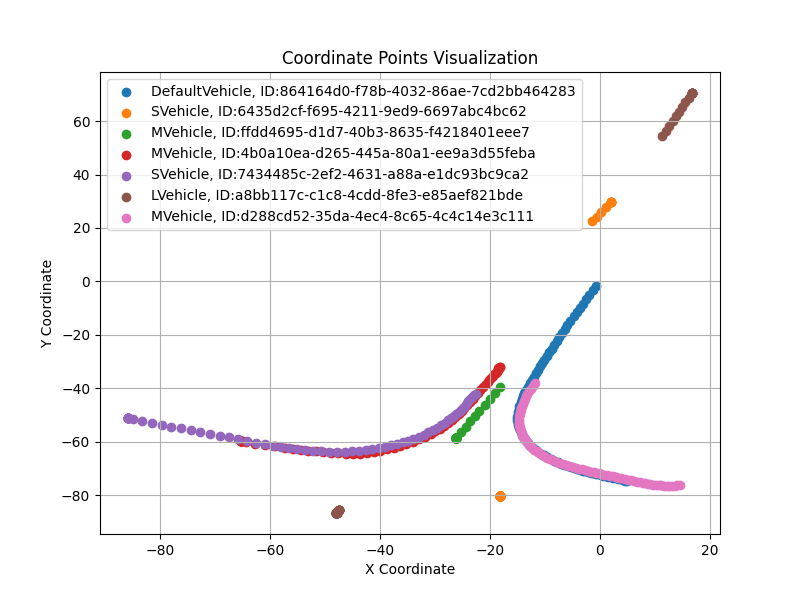 Coordinate Points Visualization
DefaultVehicle, ID:864164d0-f78b-4032-86ae-7cd2bb464283
SVehicle, ID:6435d2cf-f695-4211-9ed9-6697abc4bc62
MVehicle, ID:ffdd4695-d1d7-40b3-8635-f4218401eee7
MVehicle, ID:4b0a10ea-d265-445a-80a1-ee9a3d55feba
SVehicle, ID:7434485c-2ef2-4631-a88a-e1dc93bc9ca2
LVehicle, ID:a8bb117c-c1c8-4cdd-8fe3-e85aef821bde
MVehicle, ID:d288cd52-35da-4ec4-8c65-4c4c14e3c111
60
40
20
0
−20
−40
−60
−80
Y Coordinate
−80 −60 −40 −20 0 20
X Coordinate